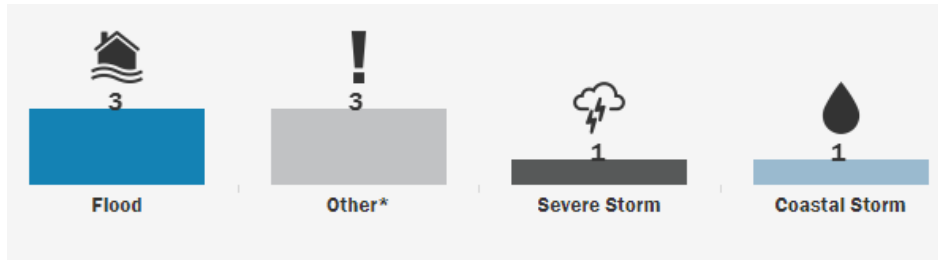 3
3
1
1
Flood
Other*
Severe Storm
Coastal Storm